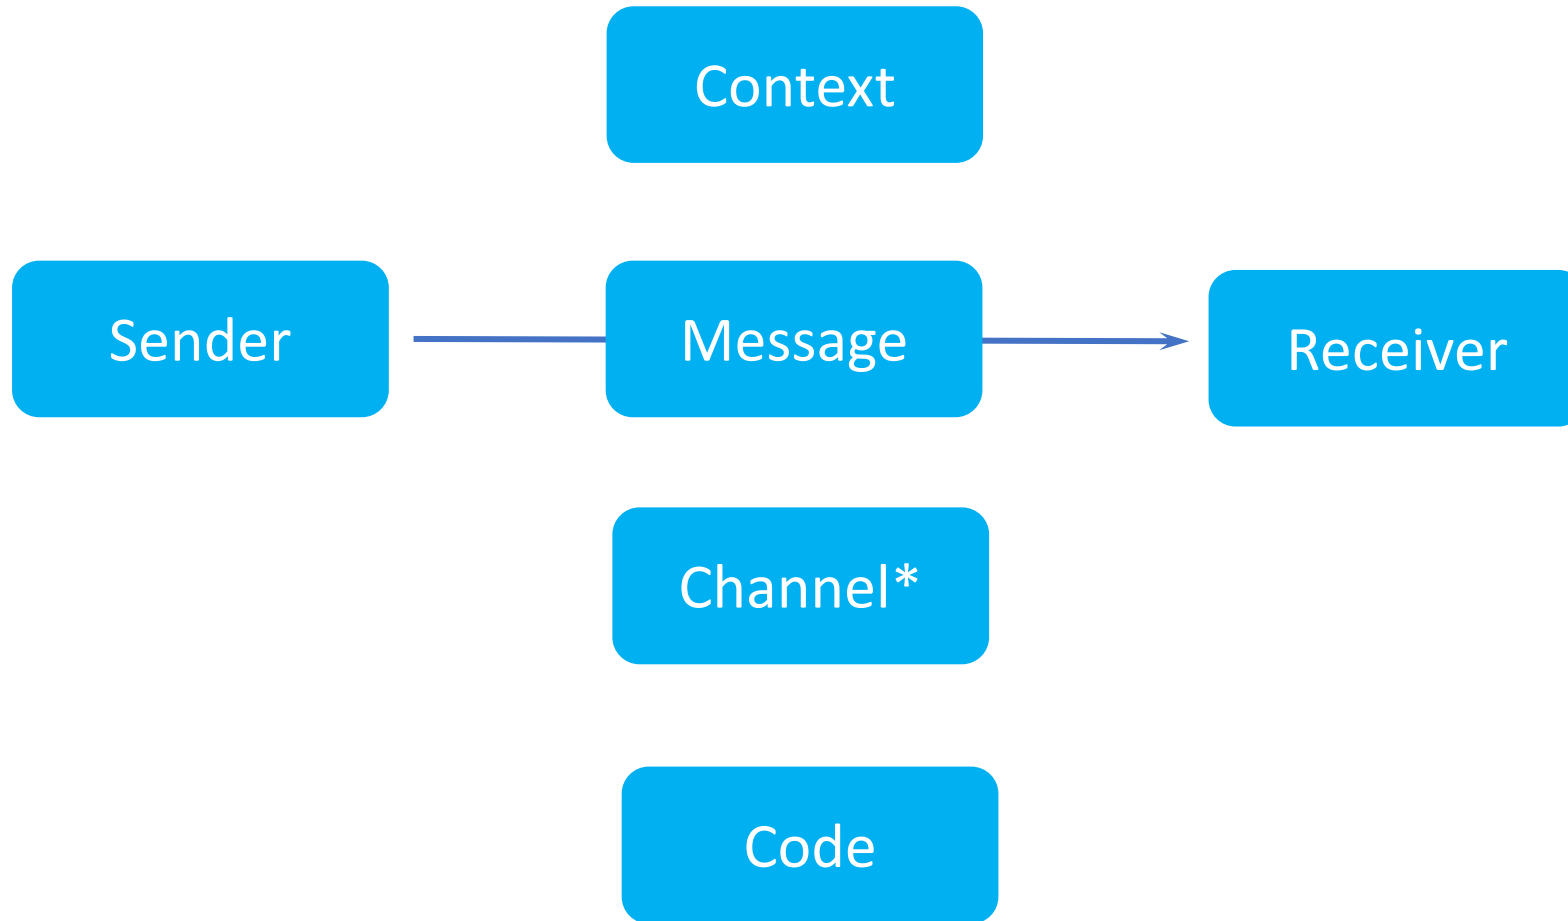 Context
Sender
Message
Receiver
Channel*
Code